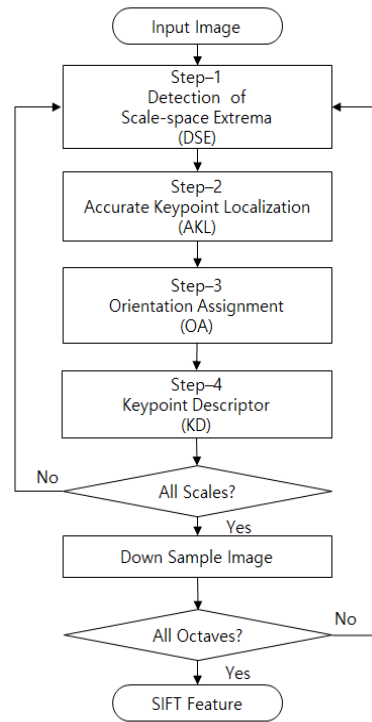 Input Image
Step–1
Detection of
Scale-space Extrema
(DSE)
Step–2
Accurate Keypoint Localization
(AKL)
Step–3
Orientation Assignment
(OA)
Step–4
Keypoint Descriptor
(KD)
No
All Scales?
Yes
Down Sample Image
No
All Octaves?
Yes
SIFT Feature